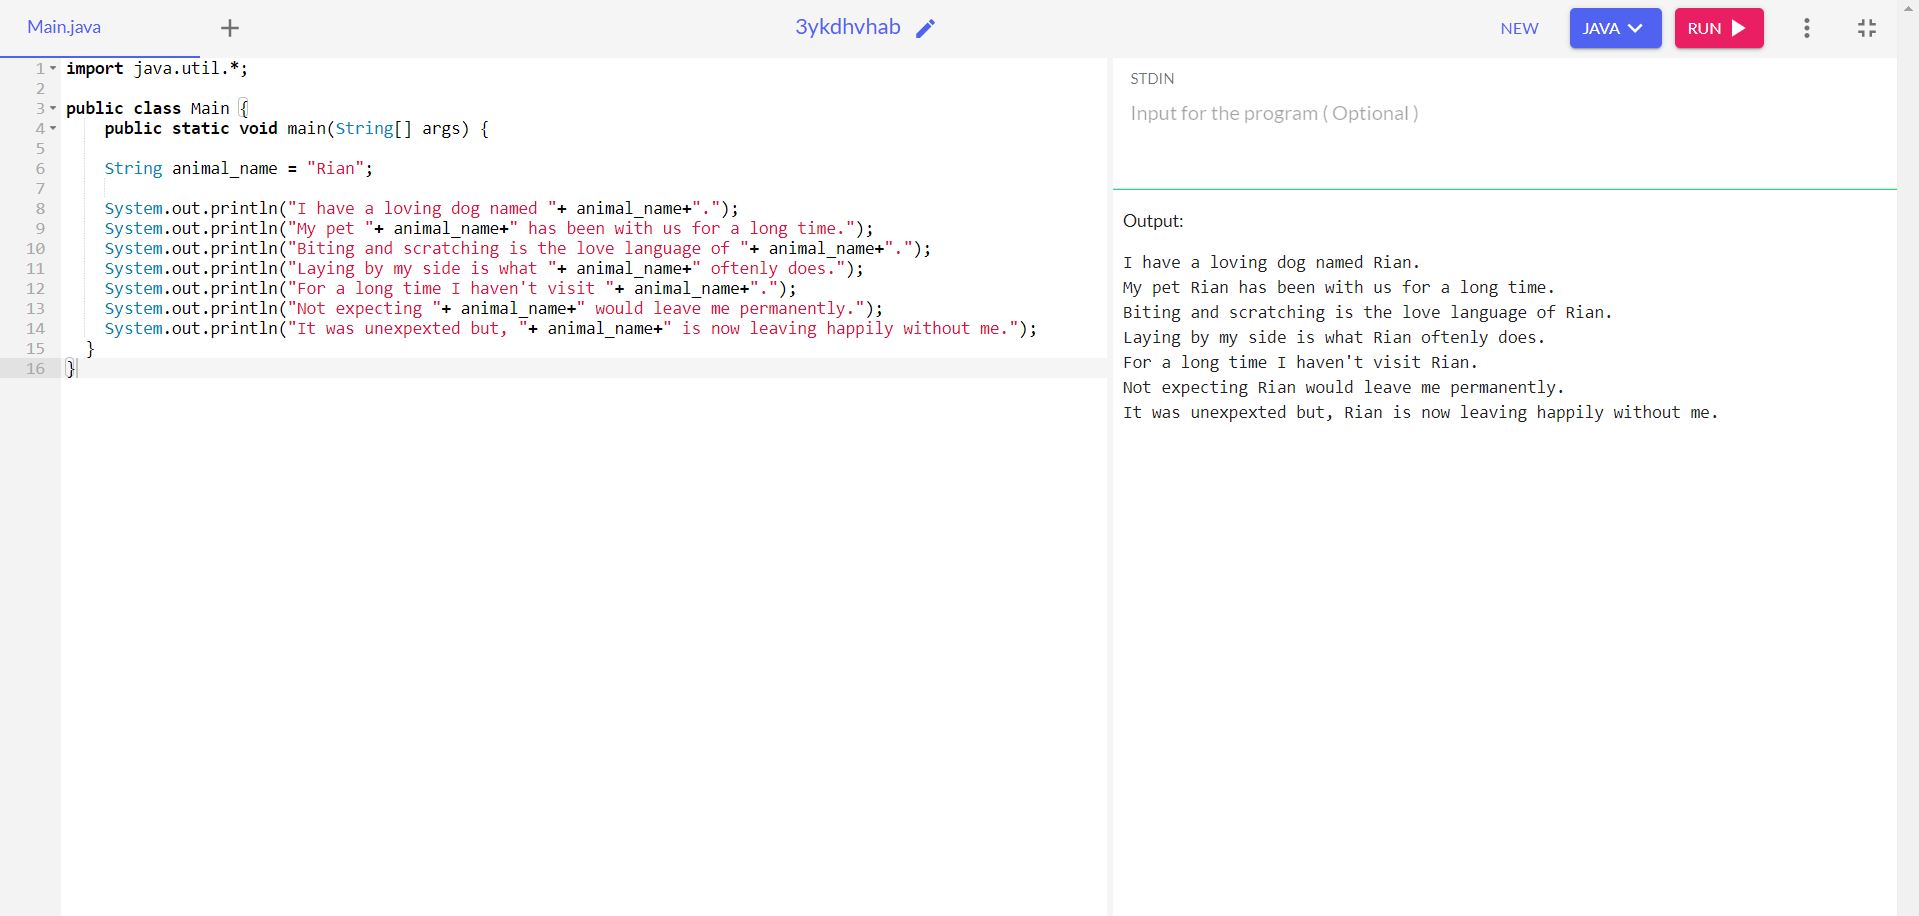 Main.java + 3ykdhvhab NEW JAVA RUN
1 import java.util.*;
2
3 public class Main {
4     public static void main(String[] args) {
5
6     String animal_name = "Rian";
7
8     System.out.println("I have a loving dog named "+ animal_name+".");
9     System.out.println("My pet "+ animal_name+" has been with us for a long time.");
10     System.out.println("Biting and scratching is the love language of "+ animal_name+".");
11     System.out.println("Laying by my side is what "+ animal_name+" oftenly does.");
12     System.out.println("For a long time I haven't visit "+ animal_name+".");
13     System.out.println("Not expecting "+ animal_name+" would leave me permanently.");
14     System.out.println("It was unexpexted but, "+ animal_name+" is now leaving happily without me.");
15   }
16 }
STDIN
Input for the program ( Optional )
Output:
I have a loving dog named Rian.
My pet Rian has been with us for a long time.
Biting and scratching is the love language of Rian.
Laying by my side is what Rian oftenly does.
For a long time I haven't visit Rian.
Not expecting Rian would leave me permanently.
It was unexpexted but, Rian is now leaving happily without me.